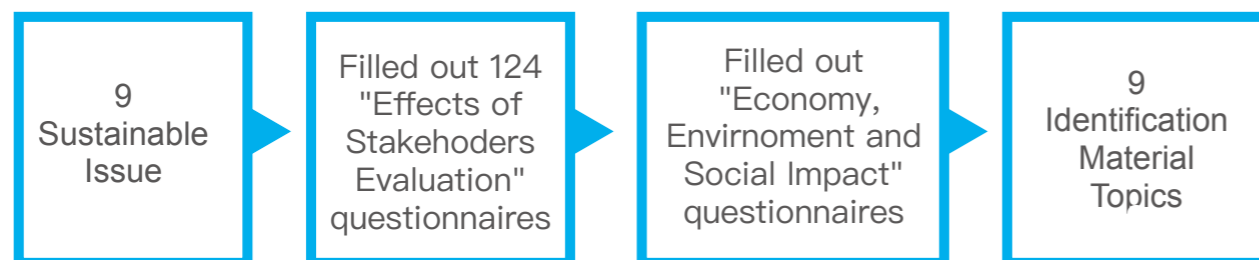 9
Sustainable
Issue
Filled out 124
"Effects of
Stakehoders
Evaluation"
questionnaires
Filled out
"Economy,
Envirnoment and
Social Impact"
questionnaires
9
Identification
Material
Topics